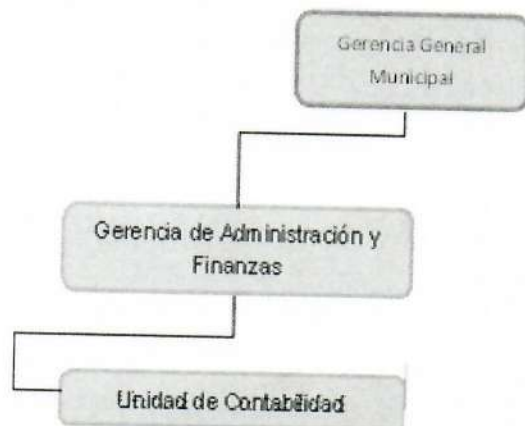 Gerencia General
Municipal
Gerencia de Administración y
Finanzas
Unidad de Contabilidad